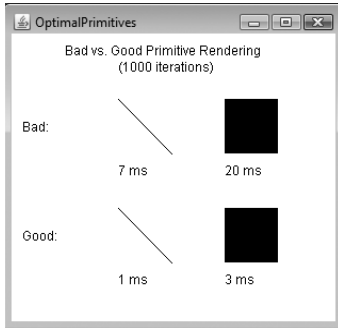 OptimalPrimitives
Bad vs. Good Primitive Rendering
(1000 iterations)
Bad:
7 ms 20 ms
Good:
1 ms 3 ms